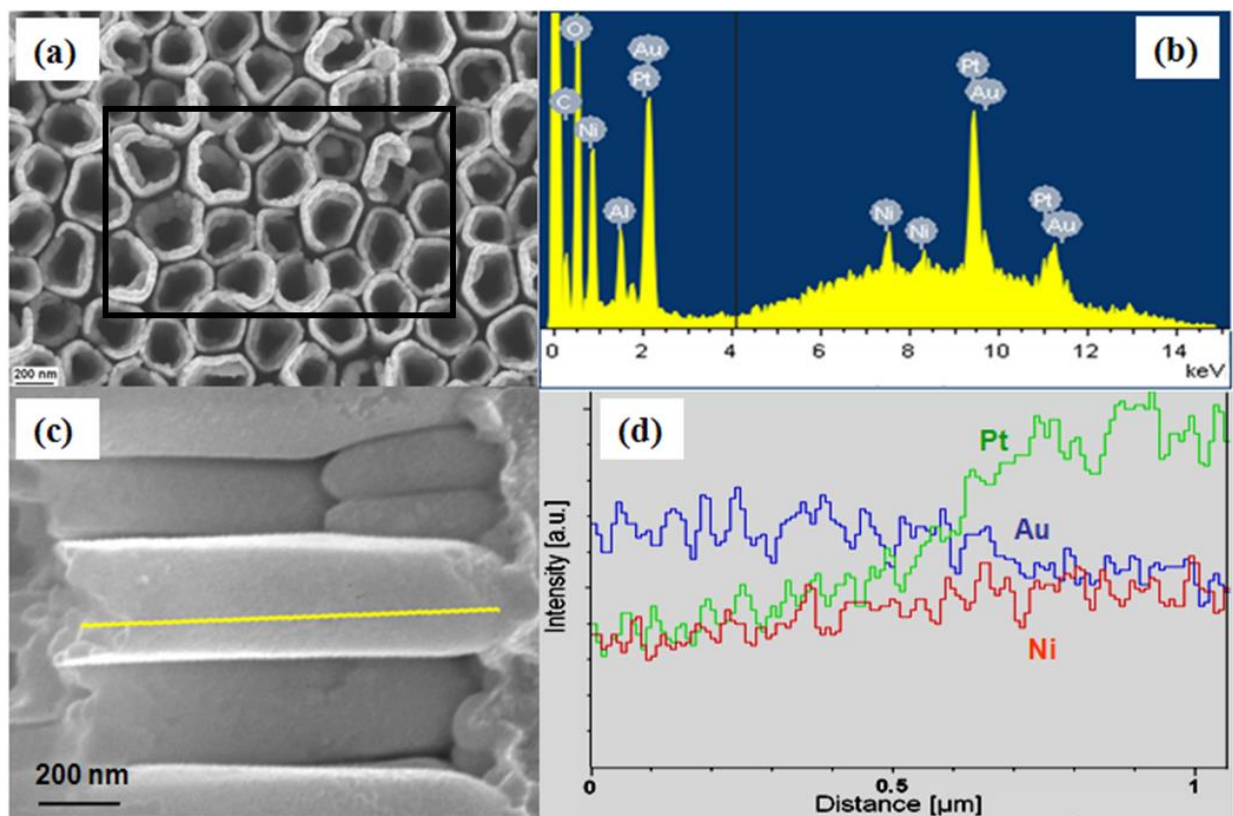 (a)
200 nm
(b)
O
Au
Pt
C
Ni
Al
Ni
Ni
Pt
Au
Pt
Au
0 2 4 6 8 10 12 14
keV
(c)
200 nm
(d)
Pt
Au
Ni
Intensity [a.u.]
0 0.5 1
Distance [µm]